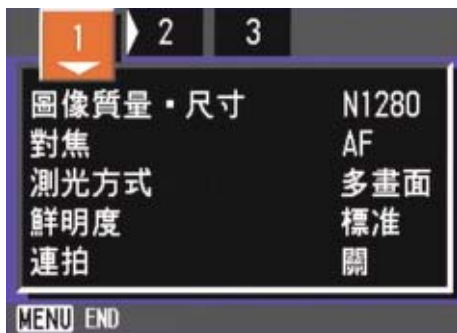 1 2 3
圖像質量・尺寸 N1280
對焦 AF
測光方式 多畫面
鮮明度 標准
連拍 關
MENU END